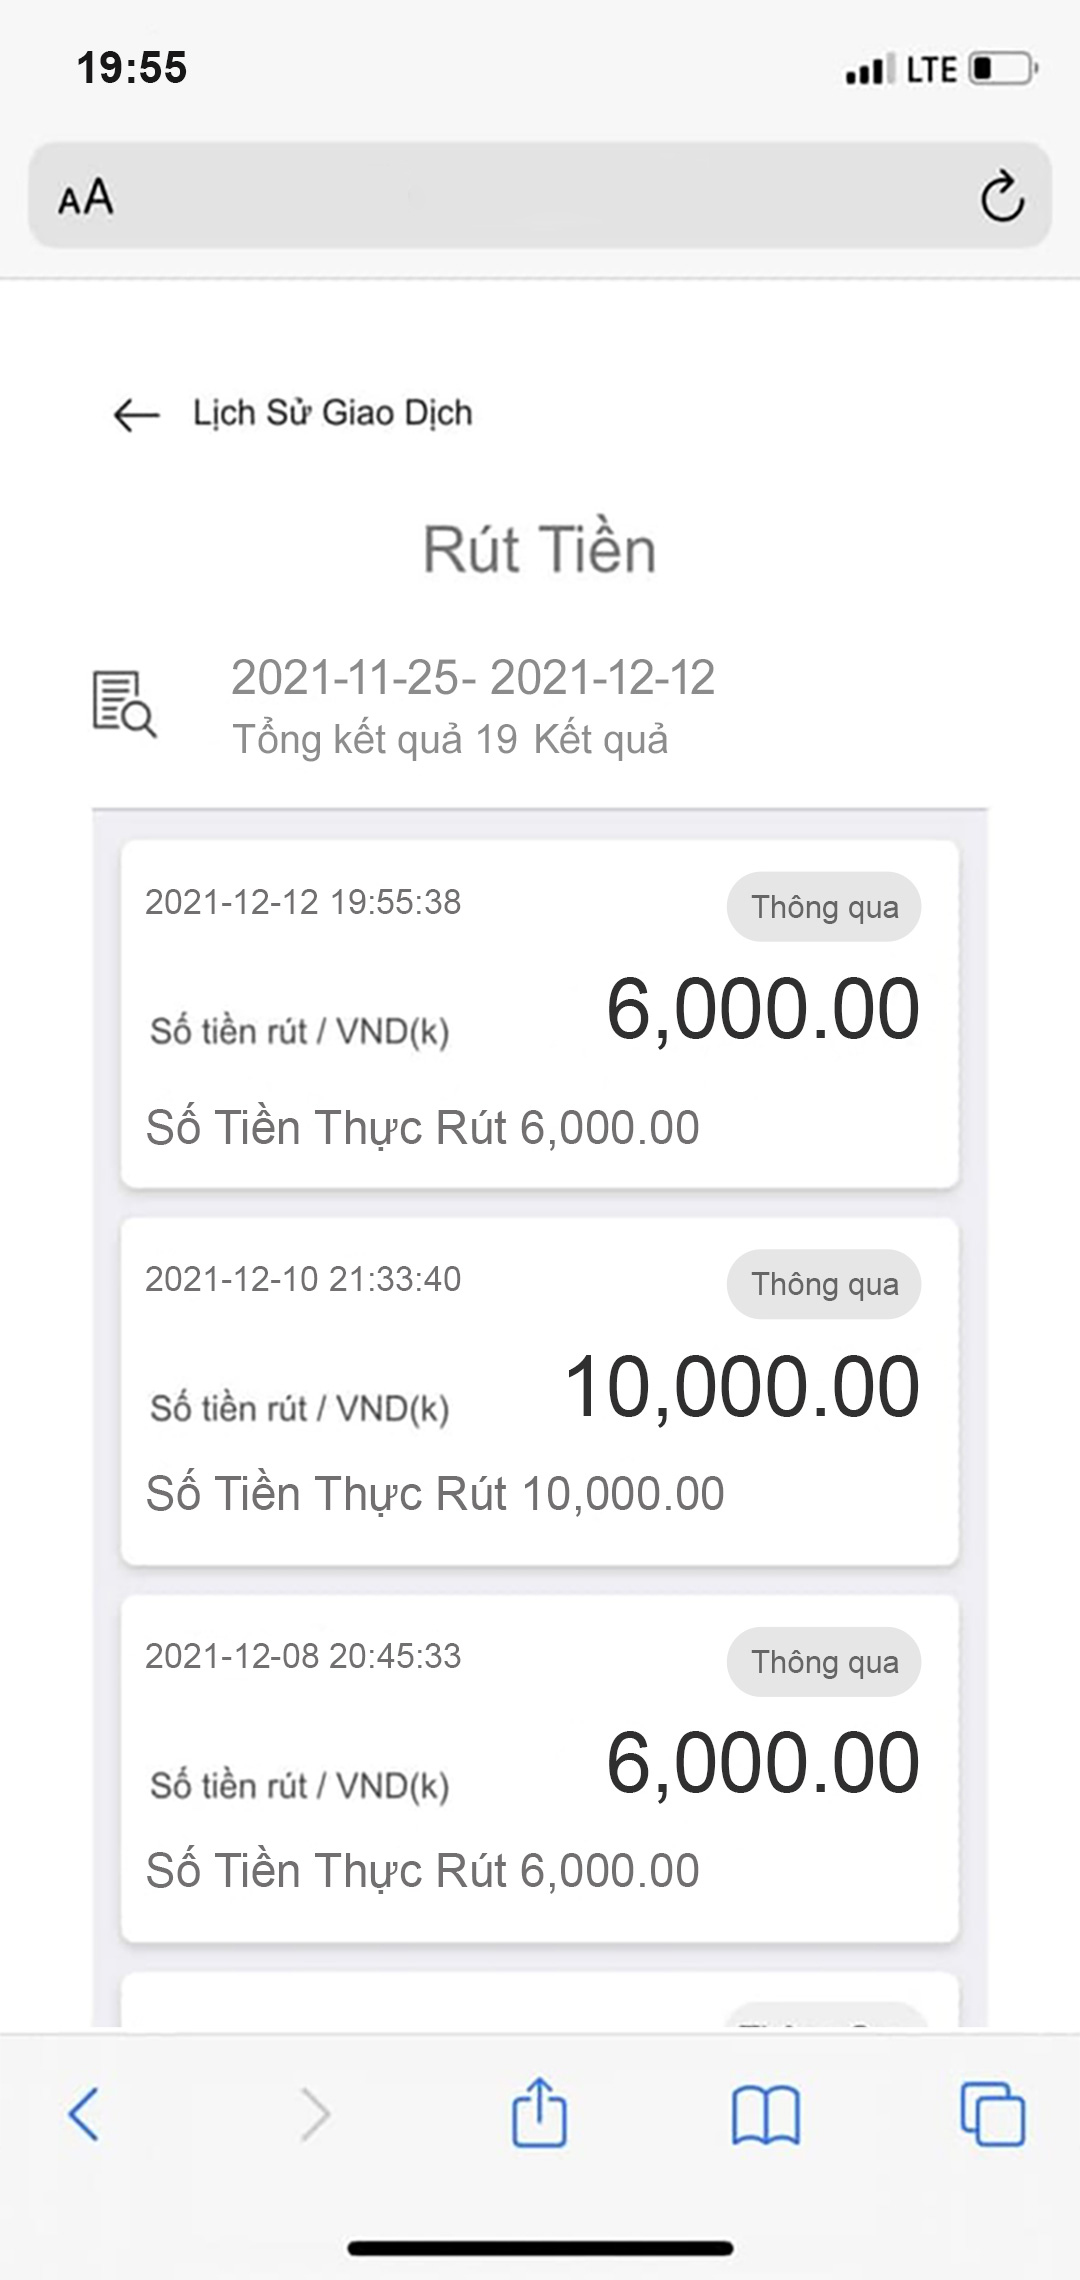 19:55
LTE
AA
Lịch Sử Giao Dịch
Rút Tiền
2021-11-25- 2021-12-12
Tổng kết quả 19 Kết quả
2021-12-12 19:55:38
Thông qua
Số tiền rút / VND(k)
6,000.00
Số Tiền Thực Rút 6,000.00
2021-12-10 21:33:40
Thông qua
Số tiền rút / VND(k)
10,000.00
Số Tiền Thực Rút 10,000.00
2021-12-08 20:45:33
Thông qua
Số tiền rút / VND(k)
6,000.00
Số Tiền Thực Rút 6,000.00